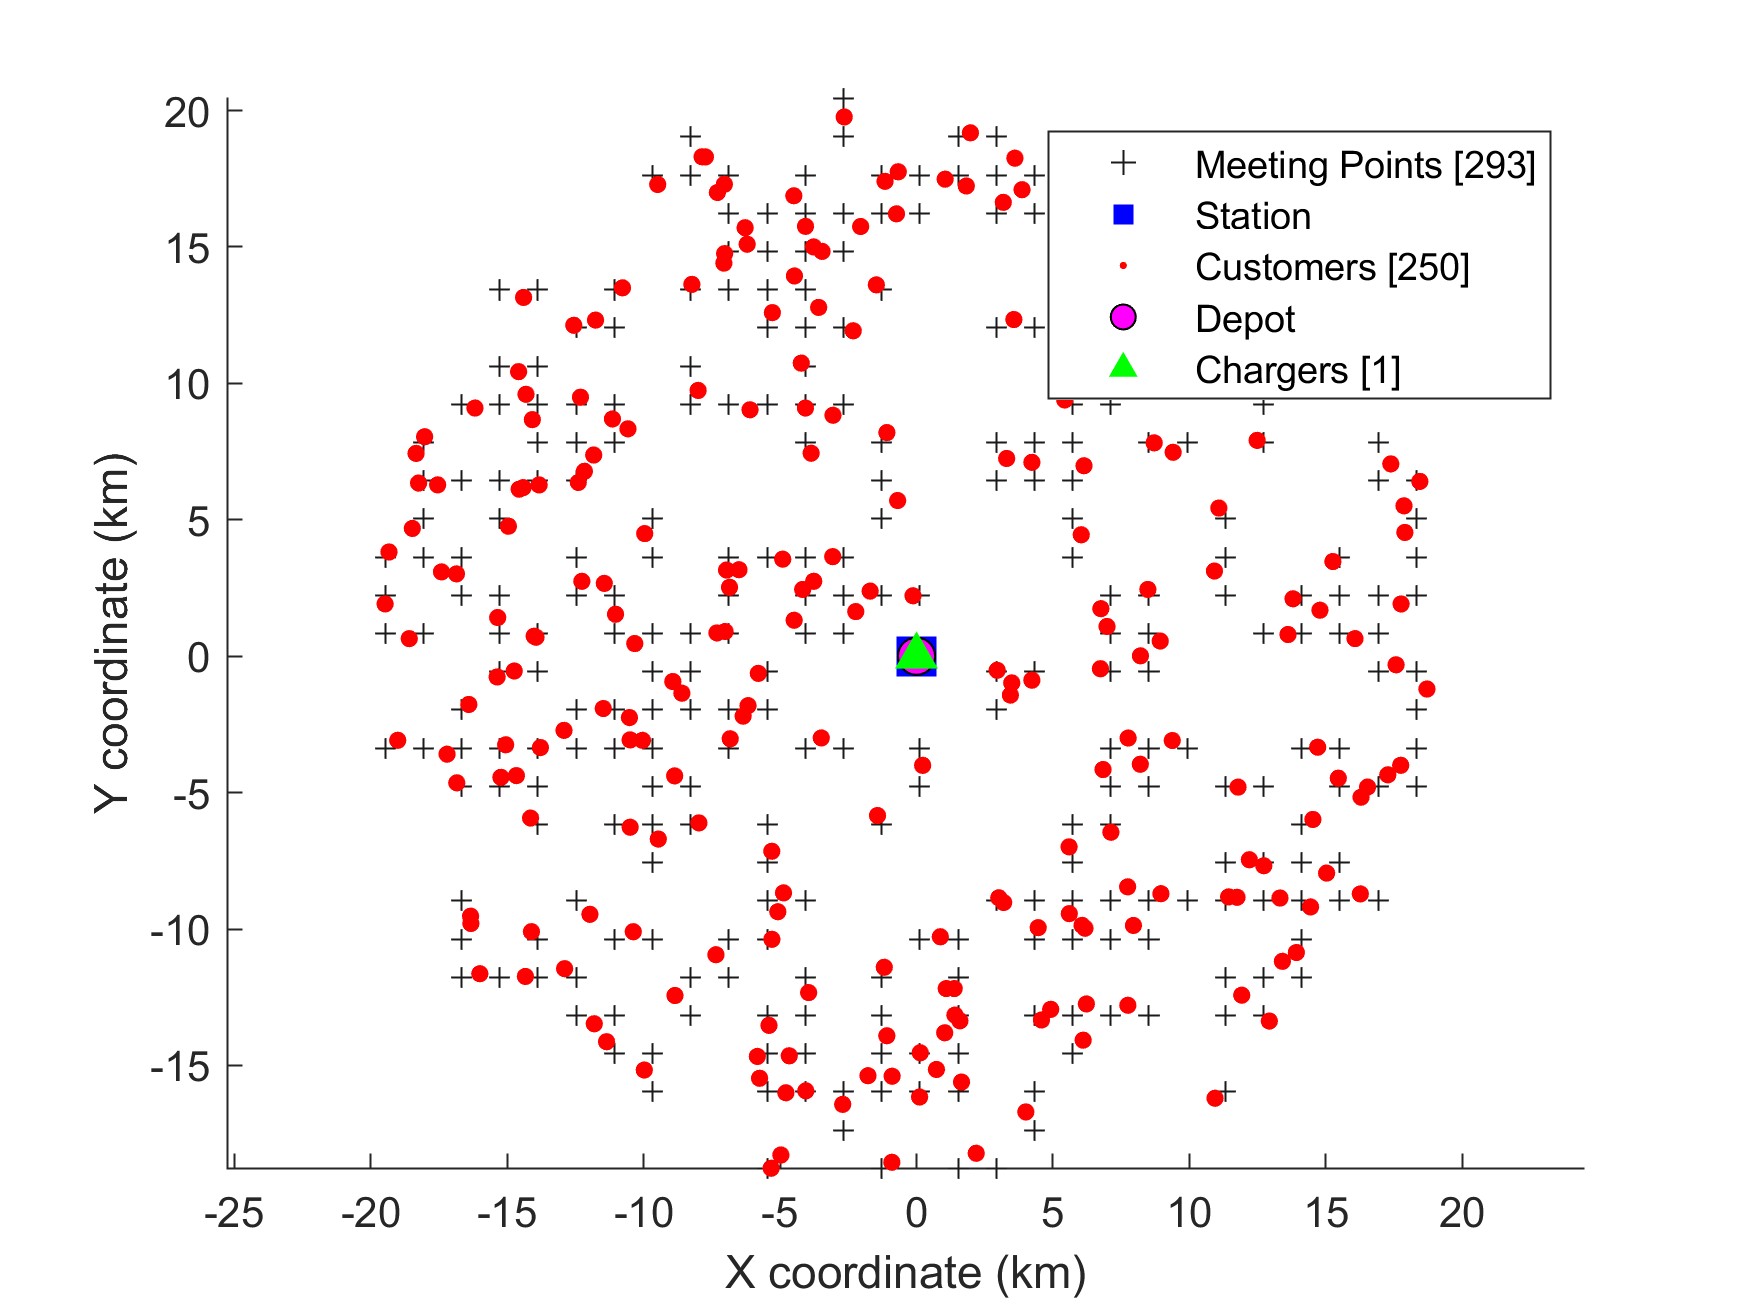 20
15
10
5
0
-5
-10
-15
Y coordinate (km)
Meeting Points [293]
Station
Customers [250]
Depot
Chargers [1]
-25 -20 -15 -10 -5 0 5 10 15 20
X coordinate (km)